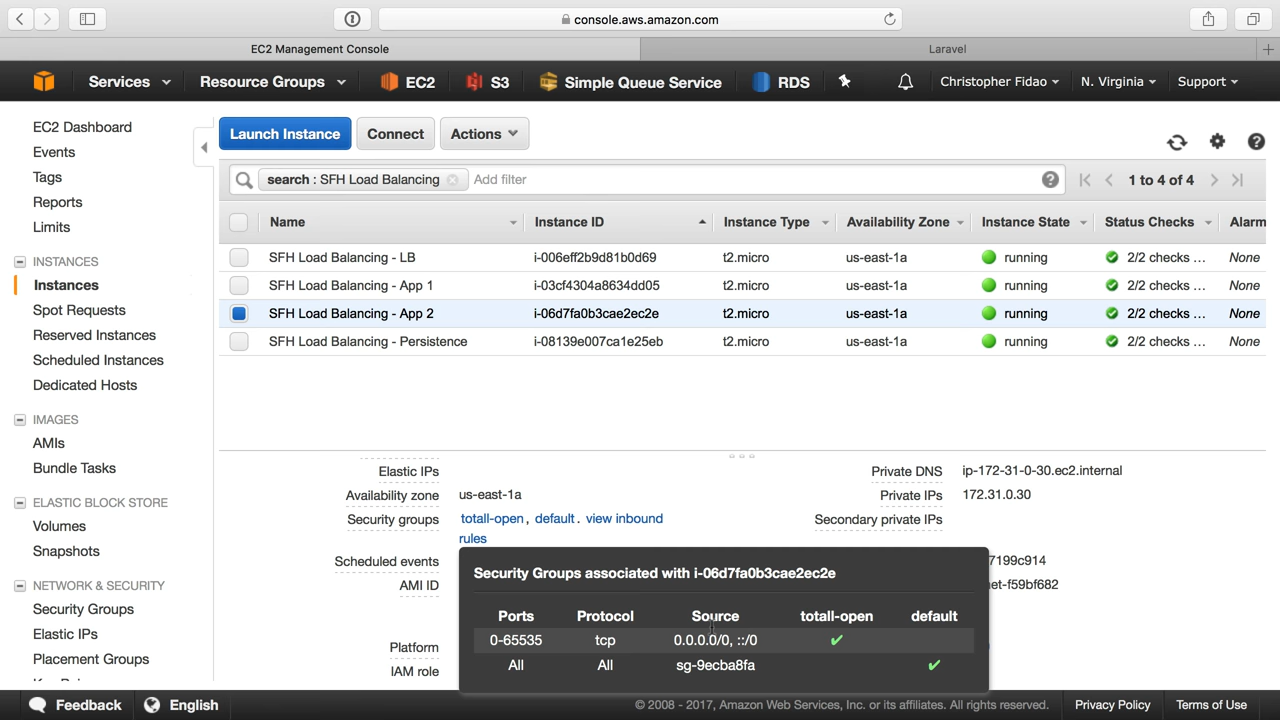 console.aws.amazon.com
EC2 Management Console
Laravel
Services
Resource Groups
EC2
S3
Simple Queue Service
RDS
Christopher Fidao
N. Virginia
Support
EC2 Dashboard
Events
Tags
Reports
Limits
INSTANCES
Instances
Spot Requests
Reserved Instances
Scheduled Instances
Dedicated Hosts
IMAGES
AMIs
Bundle Tasks
ELASTIC BLOCK STORE
Volumes
Snapshots
NETWORK & SECURITY
Security Groups
Elastic IPs
Placement Groups
Launch Instance
Connect
Actions
search : SFH Load Balancing
Add filter
1 to 4 of 4
Name Instance ID Instance Type Availability Zone Instance State Status Checks Alarm
SFH Load Balancing - LB i-006eff2b9d81b0d69 t2.micro us-east-1a running 2/2 checks ... None
SFH Load Balancing - App 1 i-03cf4304a8634dd05 t2.micro us-east-1a running 2/2 checks ... None
SFH Load Balancing - App 2 i-06d7fa0b3cae2ec2e t2.micro us-east-1a running 2/2 checks ... None
SFH Load Balancing - Persistence i-08139e007ca1e25eb t2.micro us-east-1a running 2/2 checks ... None
Elastic IPs
Availability zone us-east-1a
Security groups totall-open, default. view inbound
rules
Scheduled events
AMI ID
Platform
IAM role
Private DNS ip-172-31-0-30.ec2.internal
Private IPs 172.31.0.30
Secondary private IPs
7199c914
et-f59bf682
Security Groups associated with i-06d7fa0b3cae2ec2e
Ports Protocol Source totall-open default
0-65535 tcp 0.0.0.0/0, ::/0 ✔
All All sg-9ecba8fa ✔
Feedback
English
© 2008 - 2017, Amazon Web Services, Inc. or its affiliates. All rights reserved.
Privacy Policy
Terms of Use